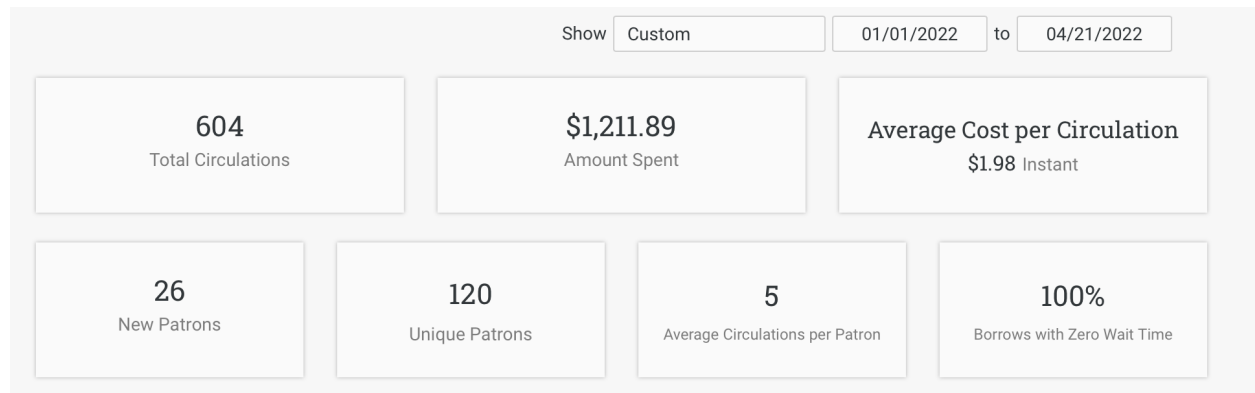 Show Custom 01/01/2022 to 04/21/2022
604
Total Circulations
$1,211.89
Amount Spent
Average Cost per Circulation
$1.98 Instant
26
New Patrons
120
Unique Patrons
5
Average Circulations per Patron
100%
Borrows with Zero Wait Time